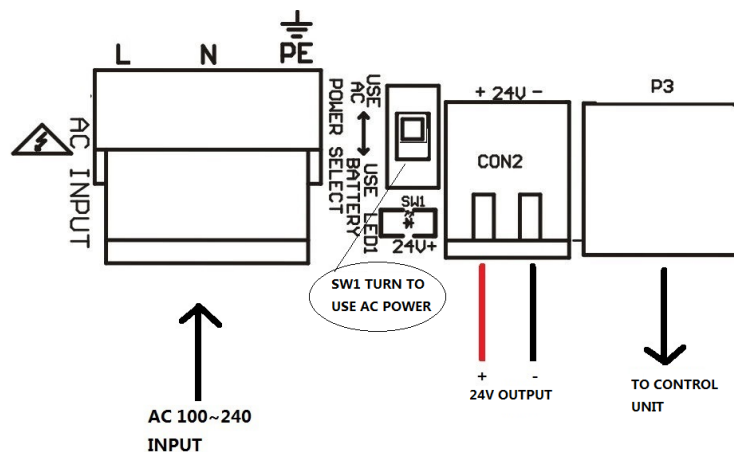 L N PE
AC INPUT
POWER SELECT
USE AC
USE BATTERY
SW1
LED1
24V+
+ 24V -
CON2
P3
SW1 TURN TO
USE AC POWER
+ -
24V OUTPUT
AC 100~240
INPUT
TO CONTROL
UNIT